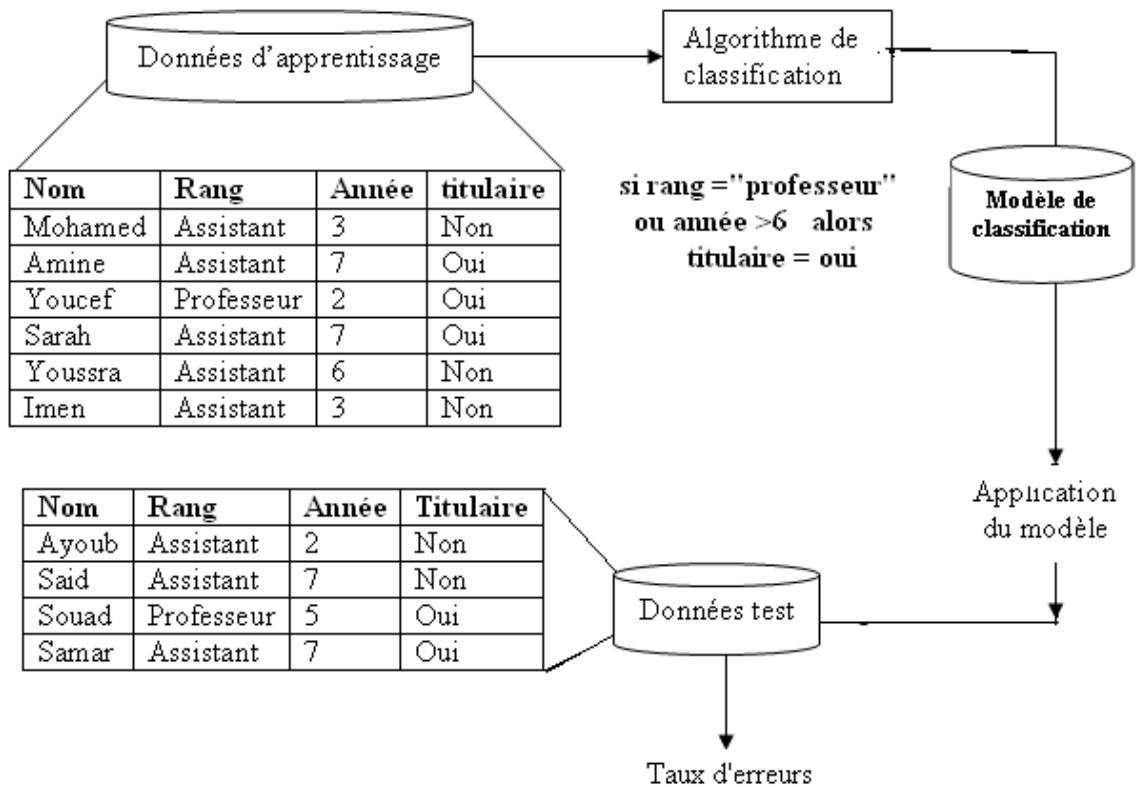 Données d'apprentissage
Algorithme de
classification
Nom Rang Année titulaire
Mohamed Assistant 3 Non
Amine Assistant 7 Oui
Youcef Professeur 2 Oui
Sarah Assistant 7 Oui
Youssra Assistant 6 Non
Imen Assistant 3 Non
si rang ="professeur"
ou année >6 alors
titulaire = oui
Modèle de
classification
Nom Rang Année Titulaire
Ayoub Assistant 2 Non
Said Assistant 7 Non
Souad Professeur 5 Oui
Samar Assistant 7 Oui
Application
du modèle
Données test
Taux d'erreurs